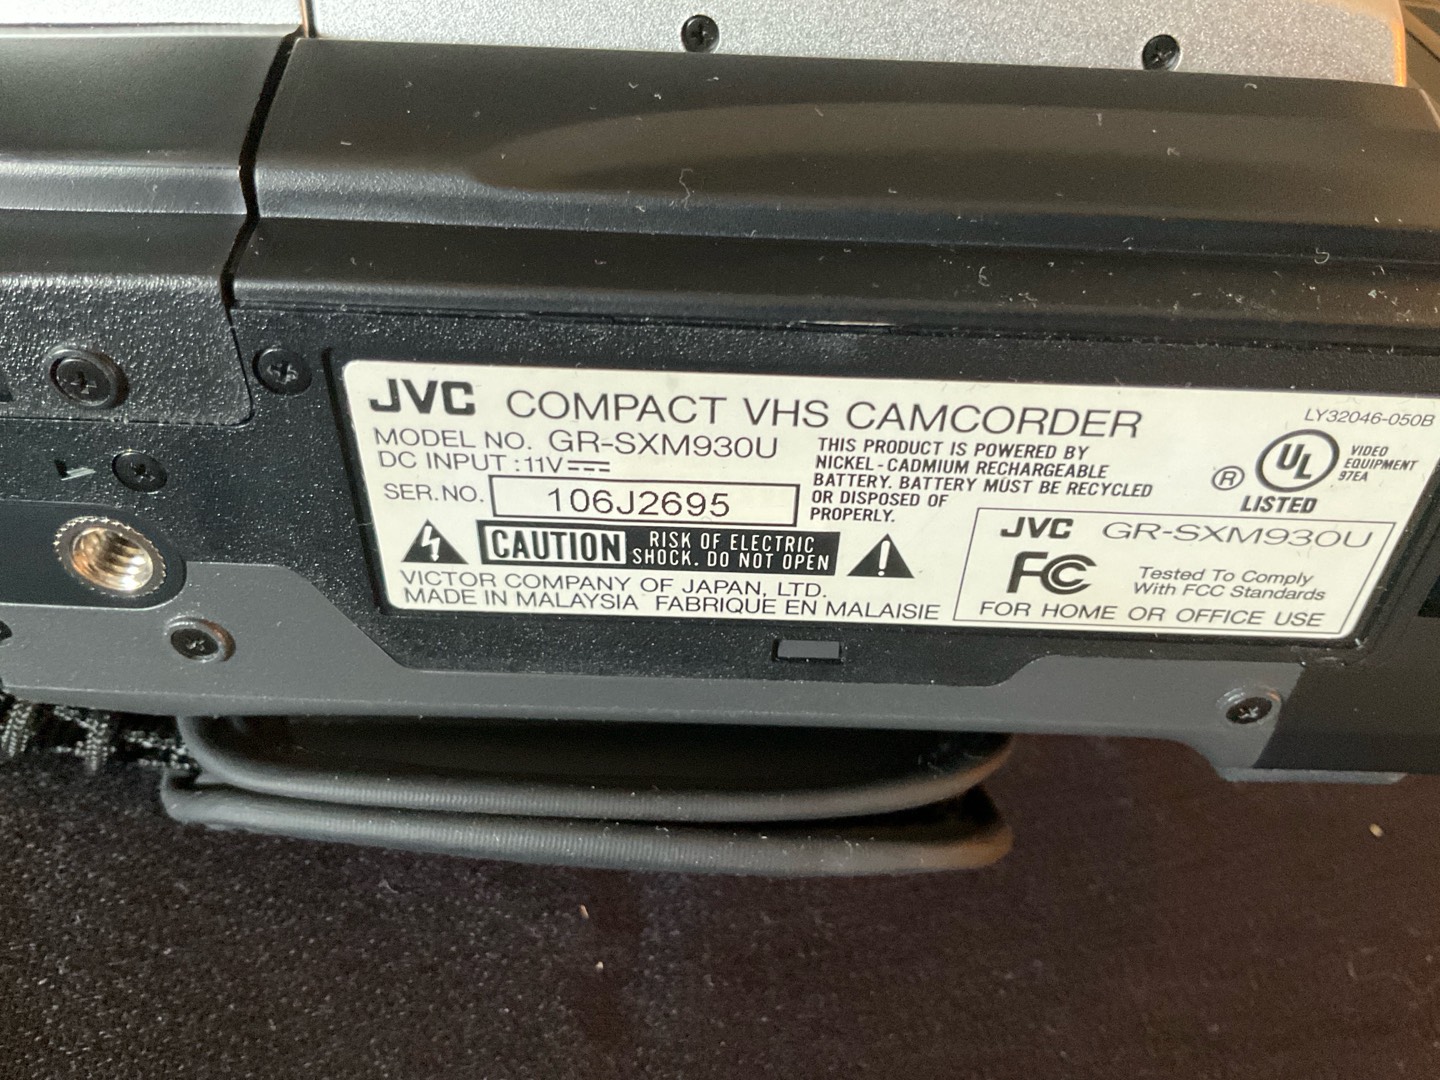 JVC COMPACT VHS CAMCORDER
LY32046-050B
MODEL NO. GR-SXM930U
DC INPUT : 11V
SER.NO. 106J2695
THIS PRODUCT IS POWERED BY
NICKEL-CADMIUM RECHARGEABLE
BATTERY. BATTERY MUST BE RECYCLED
OR DISPOSED OF
PROPERLY.
® UL
LISTED
VIDEO
EQUIPMENT
97EA
CAUTION
RISK OF ELECTRIC
SHOCK. DO NOT OPEN
VICTOR COMPANY OF JAPAN, LTD.
MADE IN MALAYSIA FABRIQUE EN MALAISIE
JVC GR-SXM930U
FC
Tested To Comply
With FCC Standards
FOR HOME OR OFFICE USE